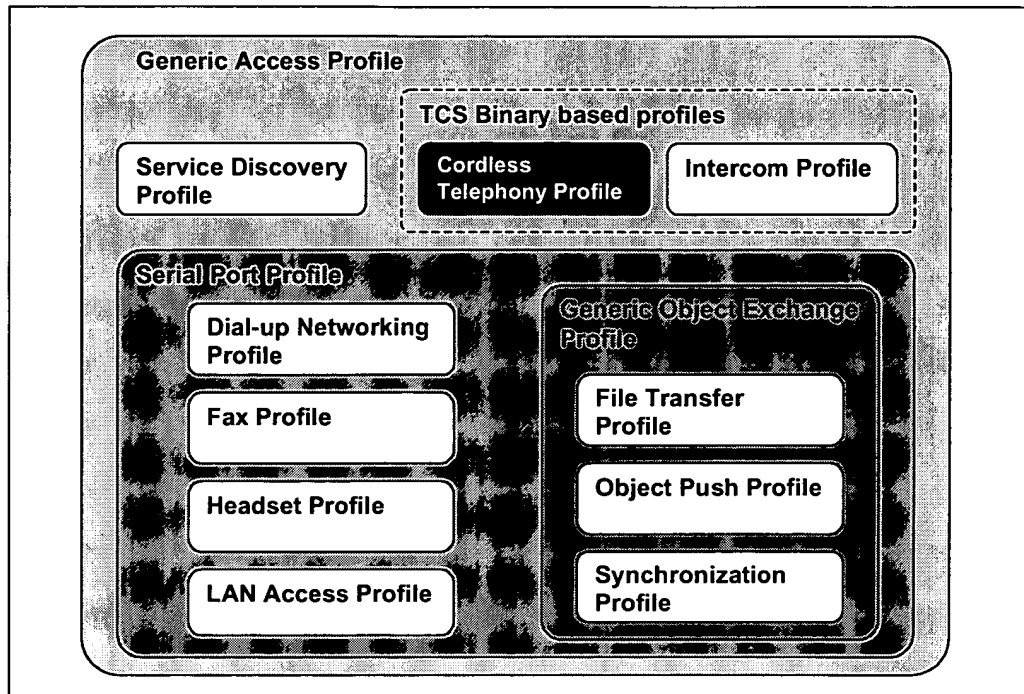 Generic Access Profile
TCS Binary based profiles
Service Discovery
Profile
Cordless
Telephony Profile
Intercom Profile
Serial Port Profile
Dial-up Networking
Profile
Fax Profile
Headset Profile
LAN Access Profile
Generic Object Exchange
Profile
File Transfer
Profile
Object Push Profile
Synchronization
Profile